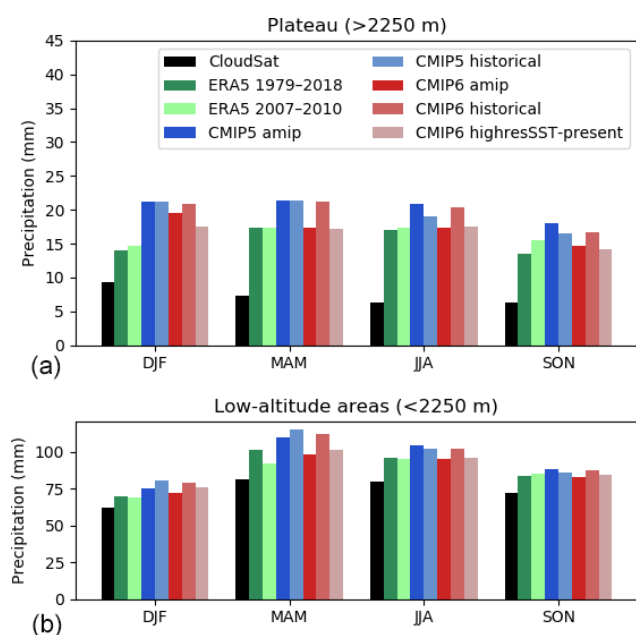 Plateau (>2250 m)
45
40
35
30
25
20
15
10
5
0
Precipitation (mm)
CloudSat
ERA5 1979–2018
ERA5 2007–2010
CMIP5 amip
CMIP5 historical
CMIP6 amip
CMIP6 historical
CMIP6 highresSST-present
DJF
MAM
JJA
SON
(a)
Low-altitude areas (<2250 m)
100
75
50
25
0
Precipitation (mm)
DJF
MAM
JJA
SON
(b)